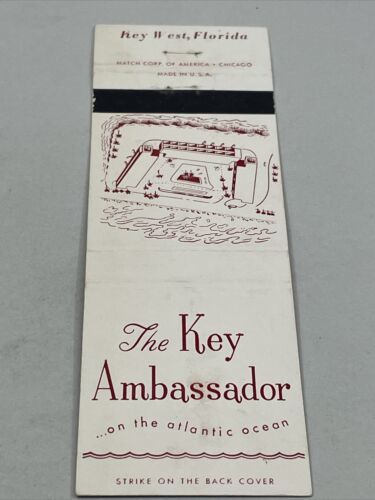 Key West, Florida
MATCH CORP. OF AMERICA • CHICAGO
MADE IN U.S.A.
The Key
Ambassador
...on the atlantic ocean
STRIKE ON THE BACK COVER